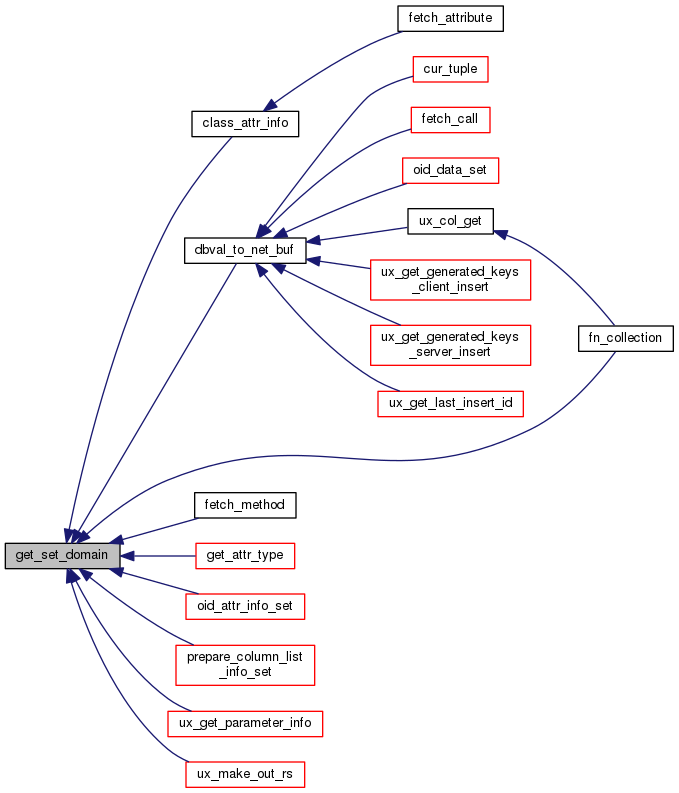 fetch_attribute
cur_tuple
class_attr_info
fetch_call
oid_data_set
ux_col_get
dbval_to_net_buf
ux_get_generated_keys
_client_insert
ux_get_generated_keys
_server_insert
fn_collection
ux_get_last_insert_id
fetch_method
get_set_domain
get_attr_type
oid_attr_info_set
prepare_column_list
_info_set
ux_get_parameter_info
ux_make_out_rs